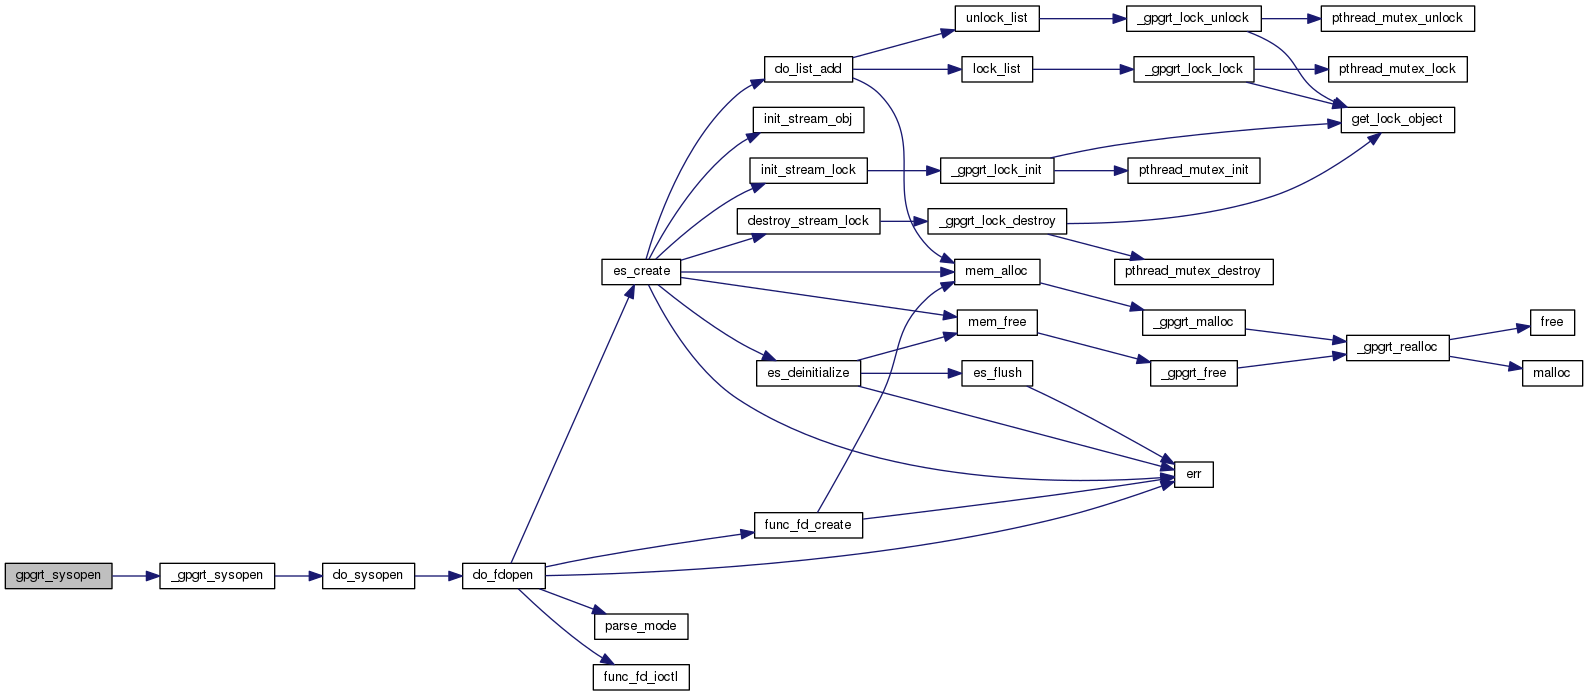 unlock_list
_gpgrt_lock_unlock
pthread_mutex_unlock
do_list_add
lock_list
_gpgrt_lock_lock
pthread_mutex_lock
init_stream_obj
get_lock_object
init_stream_lock
_gpgrt_lock_init
pthread_mutex_init
destroy_stream_lock
_gpgrt_lock_destroy
es_create
mem_alloc
pthread_mutex_destroy
mem_free
_gpgrt_malloc
free
_gpgrt_realloc
es_deinitialize
es_flush
_gpgrt_free
malloc
err
func_fd_create
gpgrt_sysopen
_gpgrt_sysopen
do_sysopen
do_fdopen
parse_mode
func_fd_ioctl